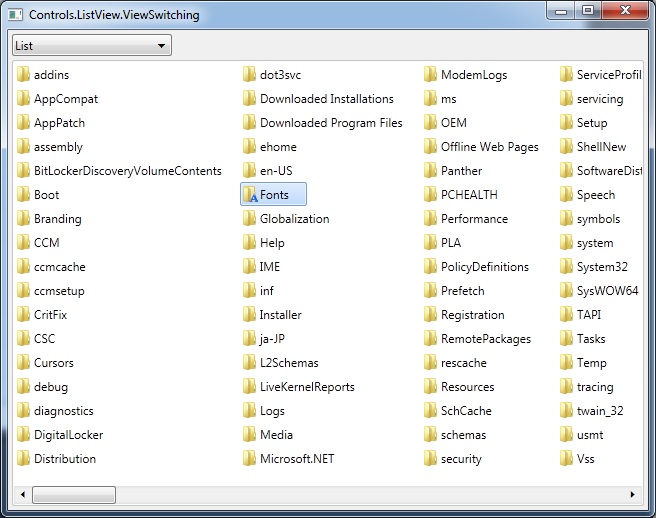 Controls.ListView.ViewSwitching
List
addins
AppCompat
AppPatch
assembly
BitLockerDiscoveryVolumeContents
Boot
Branding
CCM
ccmcache
ccmsetup
CritFix
CSC
Cursors
debug
diagnostics
DigitalLocker
Distribution
dot3svc
Downloaded Installations
Downloaded Program Files
ehome
en-US
Fonts
Globalization
Help
IME
inf
Installer
ja-JP
L2Schemas
LiveKernelReports
Logs
Media
Microsoft.NET
ModemLogs
ms
OEM
Offline Web Pages
Panther
PCHEALTH
Performance
PLA
PolicyDefinitions
Prefetch
Registration
RemotePackages
rescache
Resources
SchCache
schemas
security
ServiceProfil
servicing
Setup
ShellNew
SoftwareDist
Speech
symbols
system
System32
SysWOW64
TAPI
Tasks
Temp
tracing
twain_32
usmt
Vss